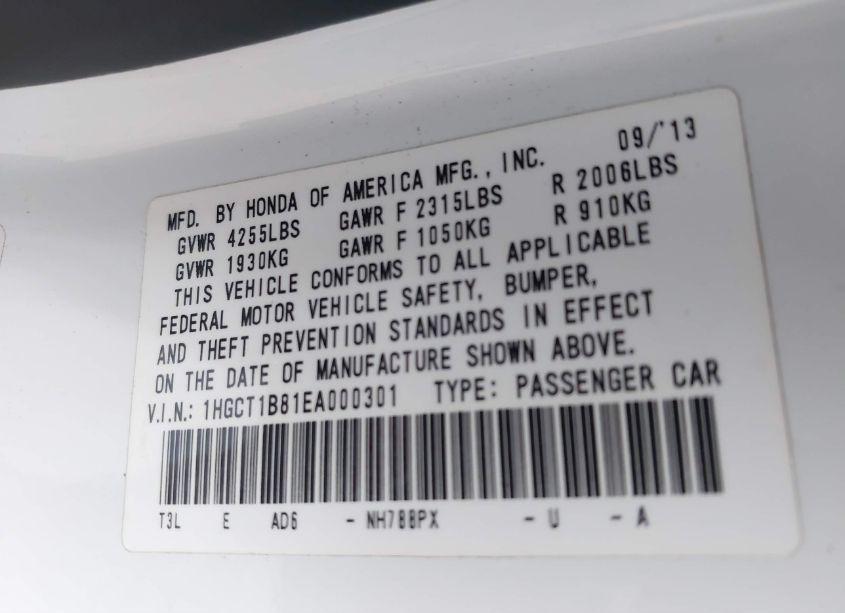 MFD. BY HONDA OF AMERICA MFG., INC. 09/'13
GVWR 4255LBS GAWR F 2315LBS R 2006LBS
GVWR 1930KG GAWR F 1050KG R 910KG
THIS VEHICLE CONFORMS TO ALL APPLICABLE
FEDERAL MOTOR VEHICLE SAFETY, BUMPER,
AND THEFT PREVENTION STANDARDS IN EFFECT
ON THE DATE OF MANUFACTURE SHOWN ABOVE.
V.I.N.: 1HGCT1B81EA000301 TYPE: PASSENGER CAR
T3L E AD6 - NH788PX - U - A